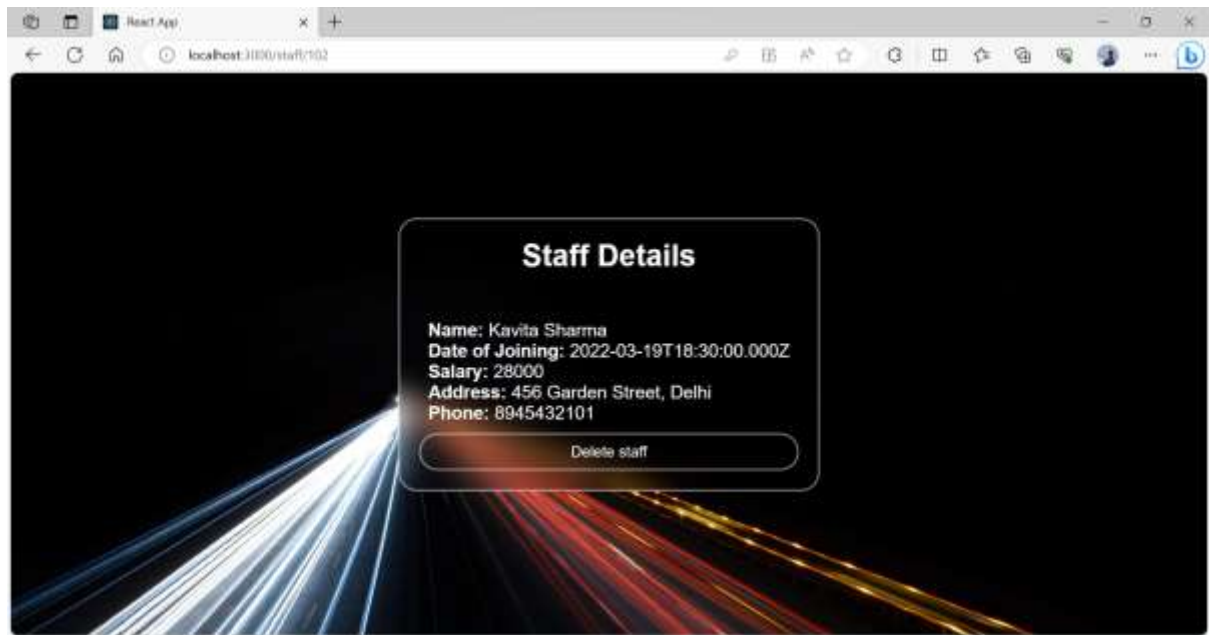 React App
localhost:3000/staff/102
Staff Details
Name: Kavita Sharma
Date of Joining: 2022-03-19T18:30:00.000Z
Salary: 28000
Address: 456 Garden Street, Delhi
Phone: 8945432101
Delete staff